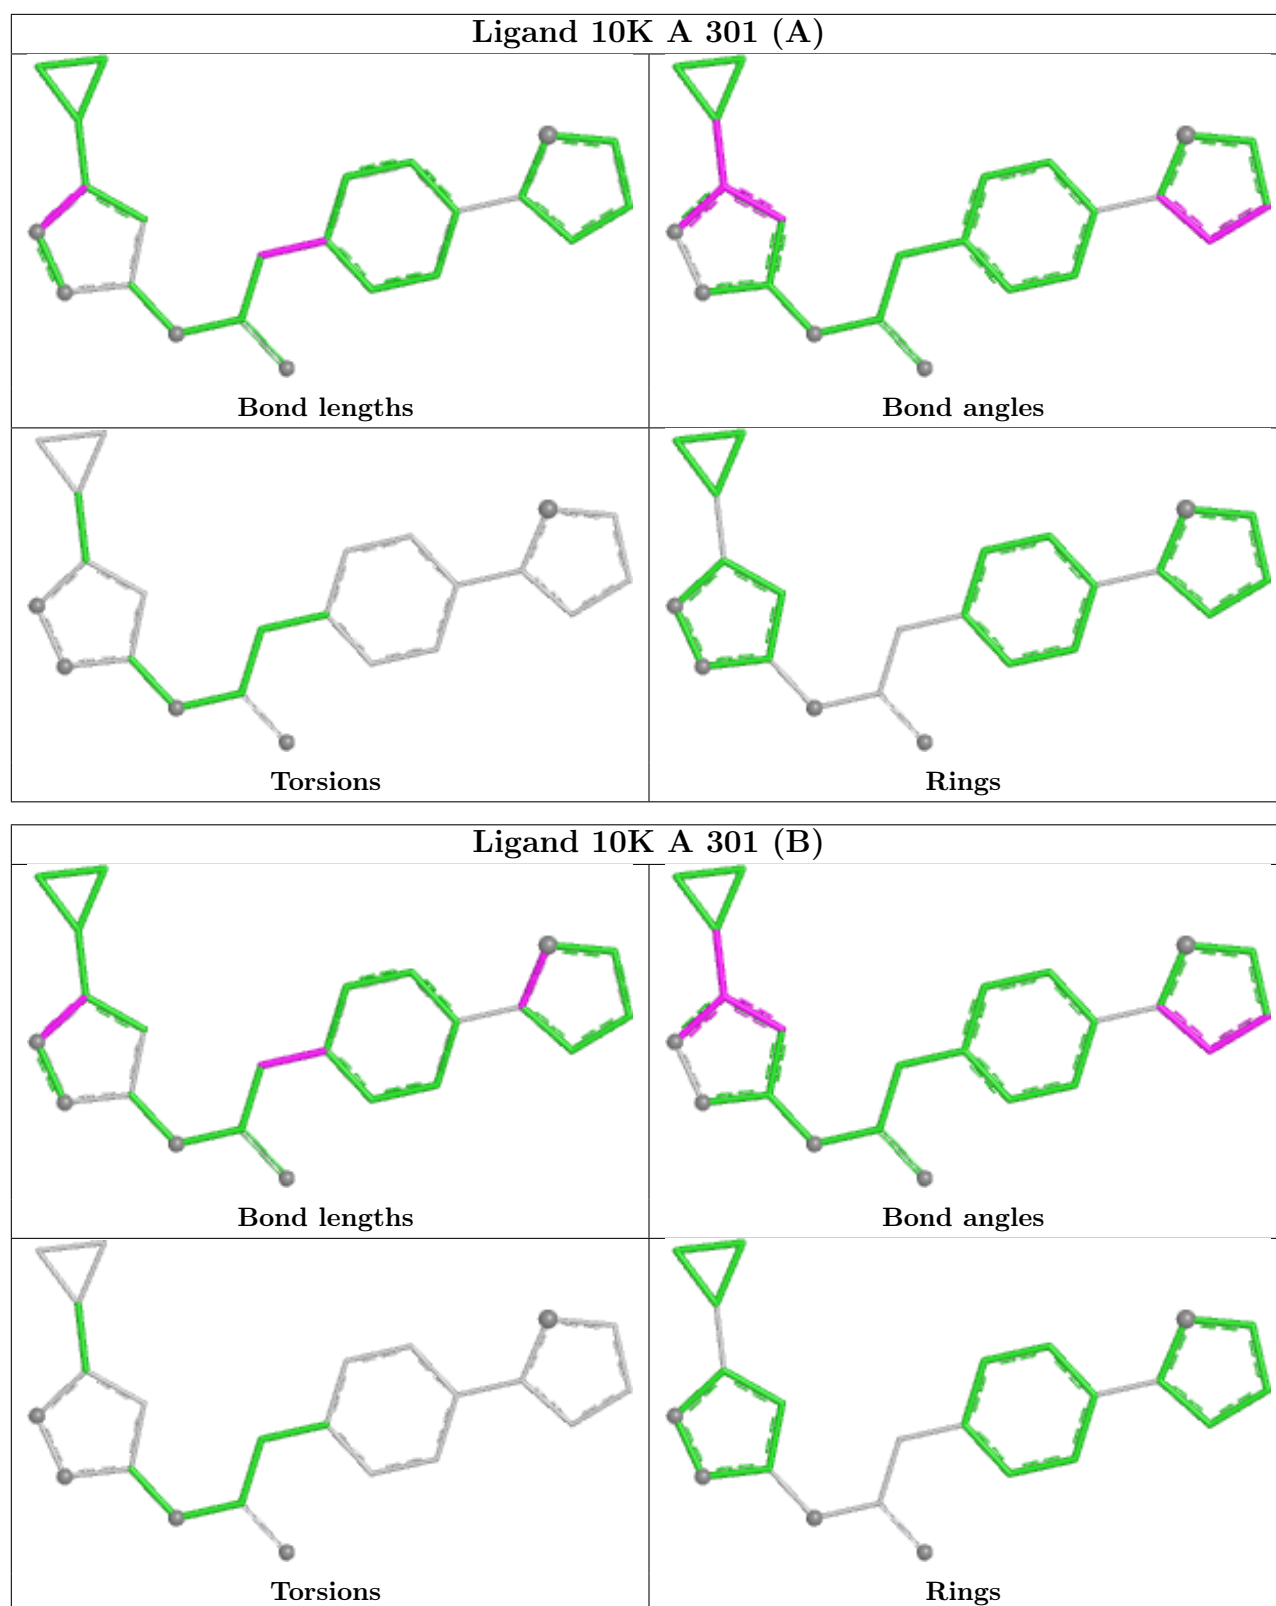 Ligand 10K A 301 (A)
Bond lengths
Bond angles
Torsions
Rings
Ligand 10K A 301 (B)
Bond lengths
Bond angles
Torsions
Rings